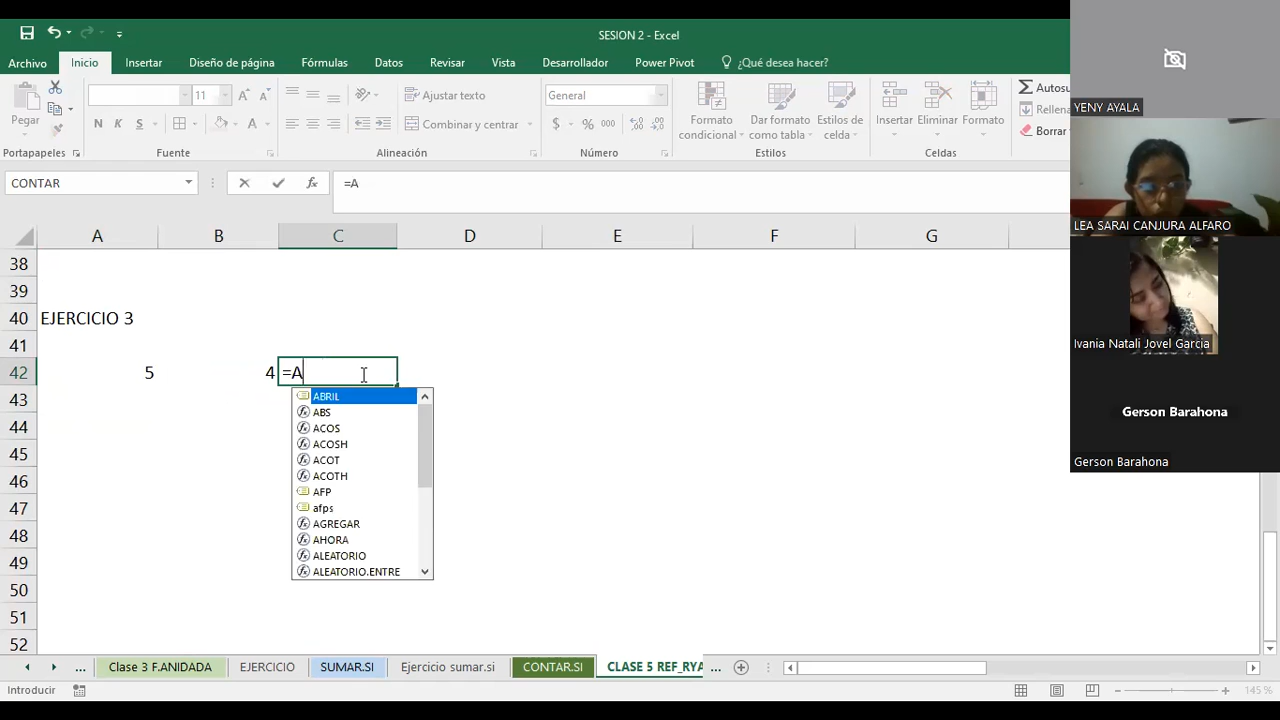 SESION 2 - Excel
Archivo Inicio Insertar Diseño de página Fórmulas Datos Revisar Vista Desarrollador Power Pivot ¿Qué desea hacer?
Pegar
N K S
11
A A
A
Ajustar texto
Combinar y centrar
General
$ % 000
Formato condicional
Dar formato como tabla
Estilos de celda
Insertar Eliminar Formato
Autosu
Rellena
Borrar
Portapapeles Fuente Alineación Número Estilos Celdas
CONTAR
fx =A
A B C D E F G
38
39
40 EJERCICIO 3
41
42 5 4 =A
43
44
45
46
47
48
49
50
51
52
ABRIL
ABS
ACOS
ACOSH
ACOT
ACOTH
AFP
afps
AGREGAR
AHORA
ALEATORIO
ALEATORIO.ENTRE
... Clase 3 F.ANIDADA EJERCICIO SUMAR.SI Ejercicio sumar.si CONTAR.SI CLASE 5 REF_RYA ...
Introducir
145 %
YENY AYALA
LEA SARAI CANJURA ALFARO
Ivania Natali Jovel Garcia
Gerson Barahona
Gerson Barahona